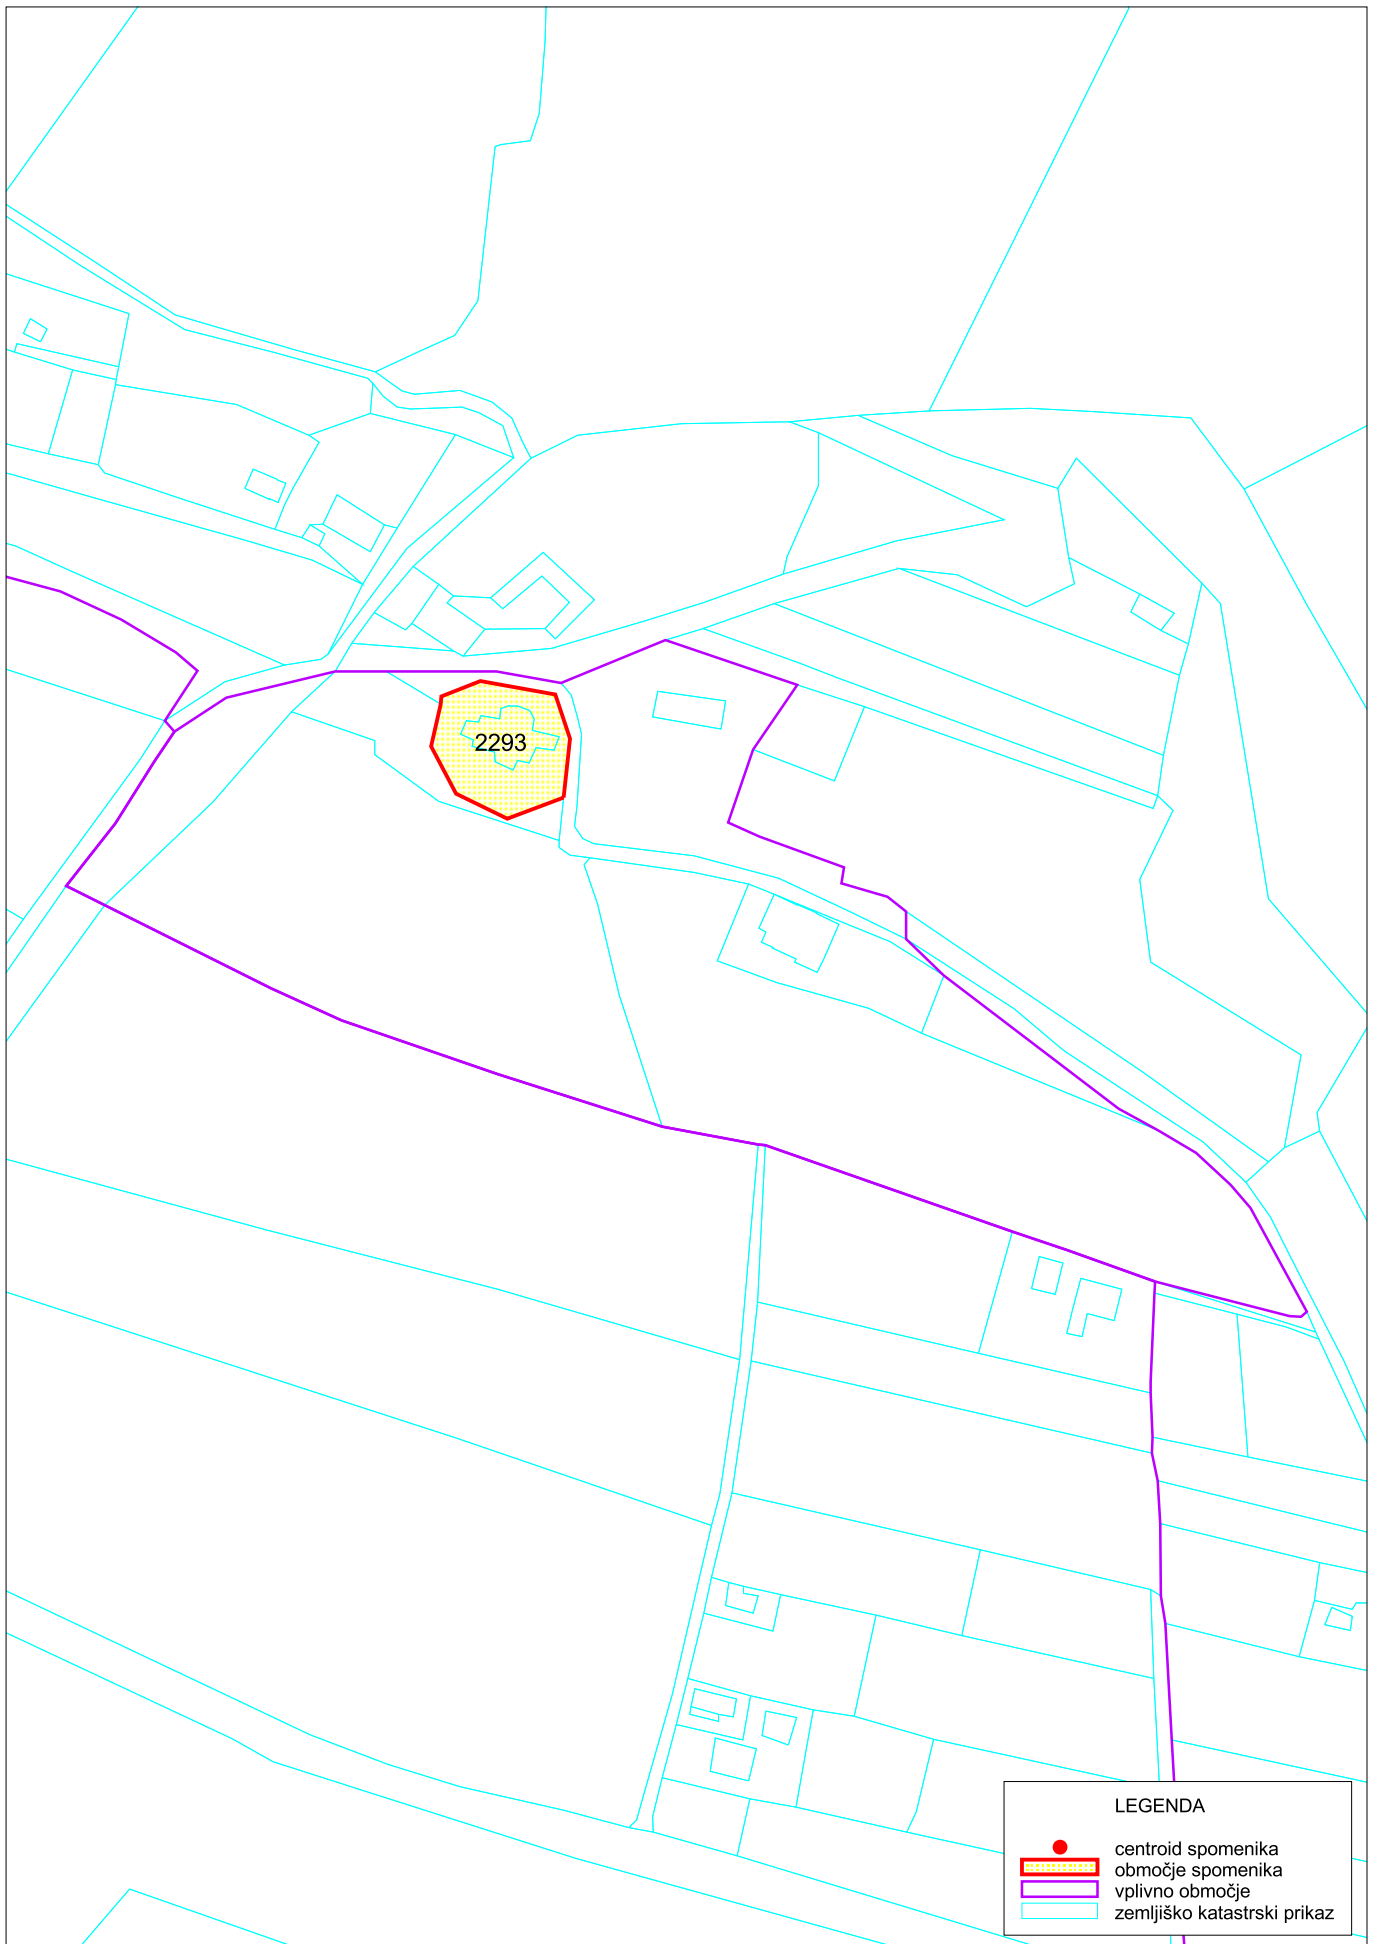 2293
LEGENDA
centroid spomenika
območje spomenika
vplivno območje
zemljiško katastrski prikaz